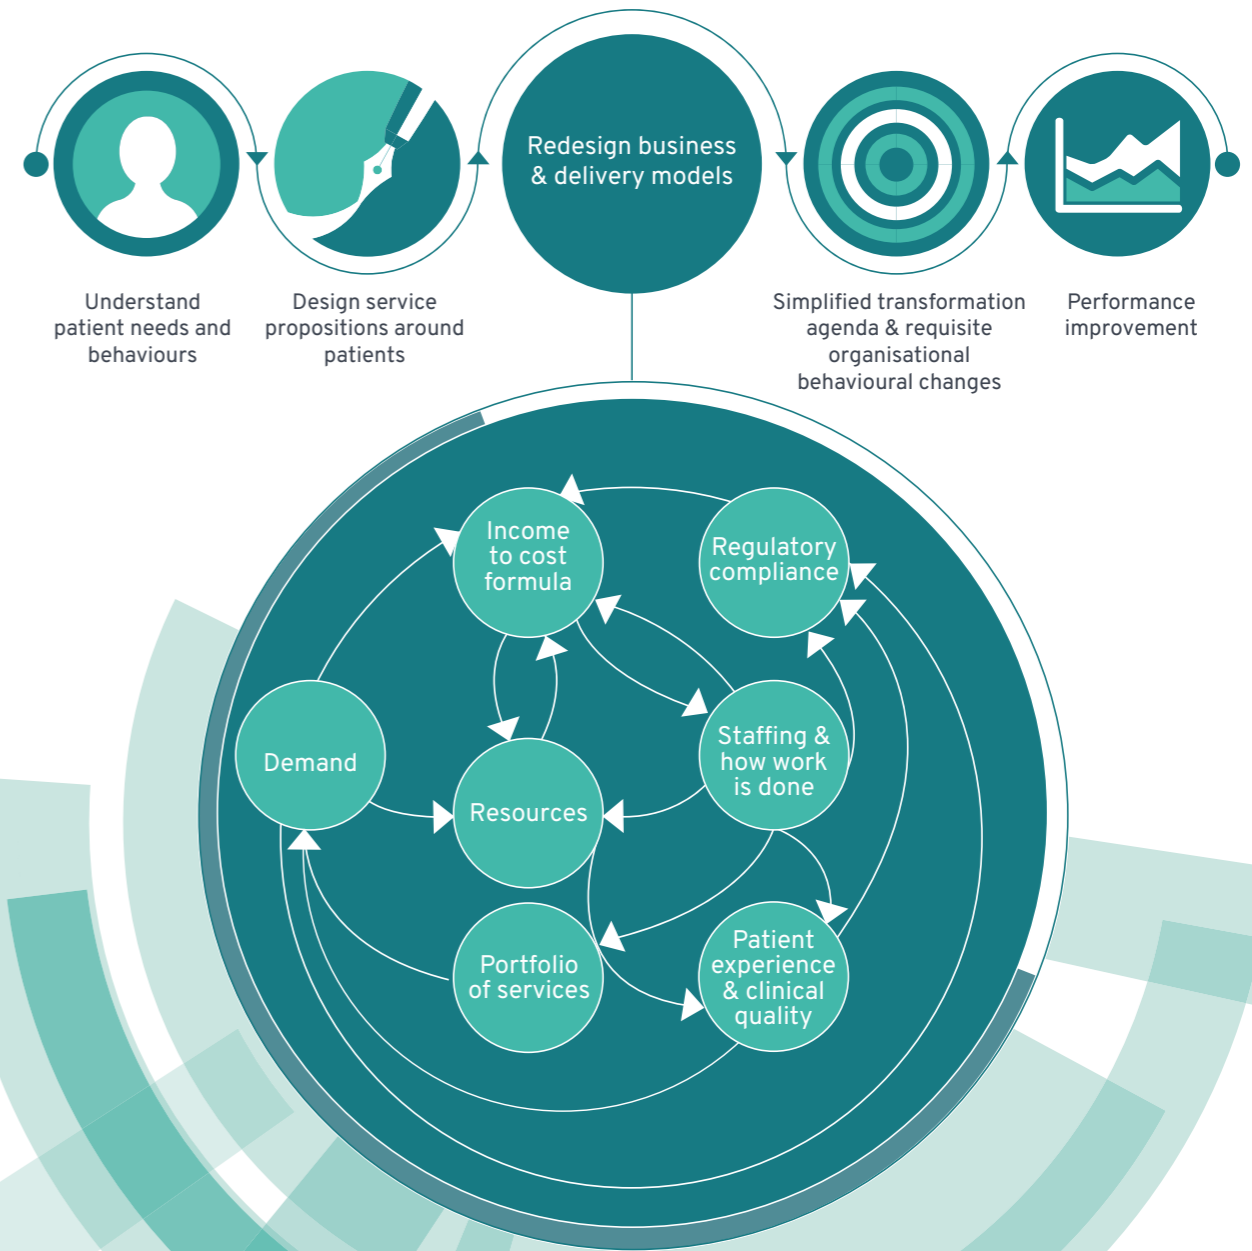 Redesign business
& delivery models
Understand
patient needs and
behaviours
Design service
propositions around
patients
Simplified transformation
agenda & requisite
organisational
behavioural changes
Performance
improvement
Income
to cost
formula
Regulatory
compliance
Demand
Resources
Staffing &
how work
is done
Portfolio
of services
Patient
experience
& clinical
quality